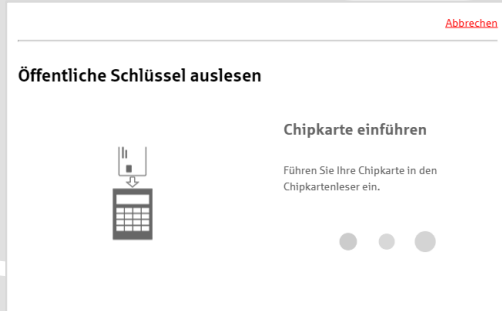 Abbrechen
Öffentliche Schlüssel auslesen
Chipkarte einführen
Führen Sie Ihre Chipkarte in den
Chipkartenleser ein.